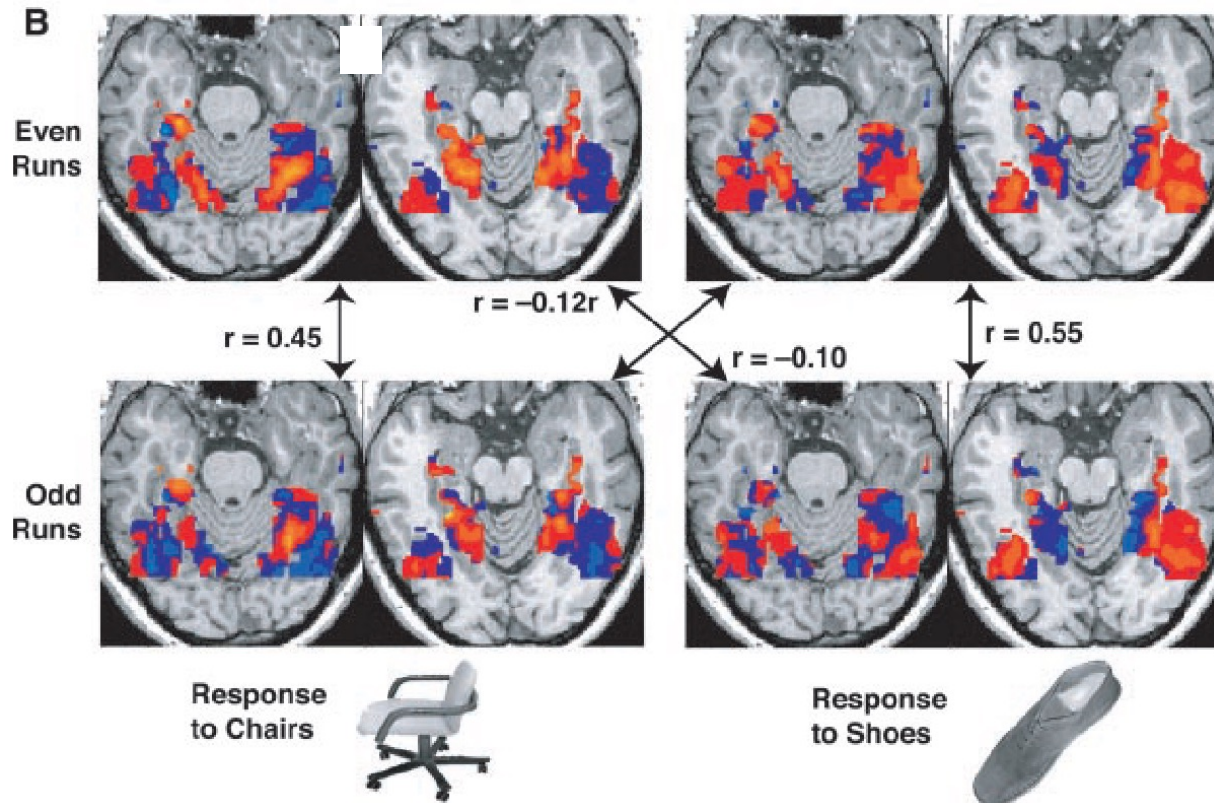 B
Even
Runs
r = –0.12r
r = 0.45
r = –0.10
r = 0.55
Odd
Runs
Response
to Chairs
Response
to Shoes